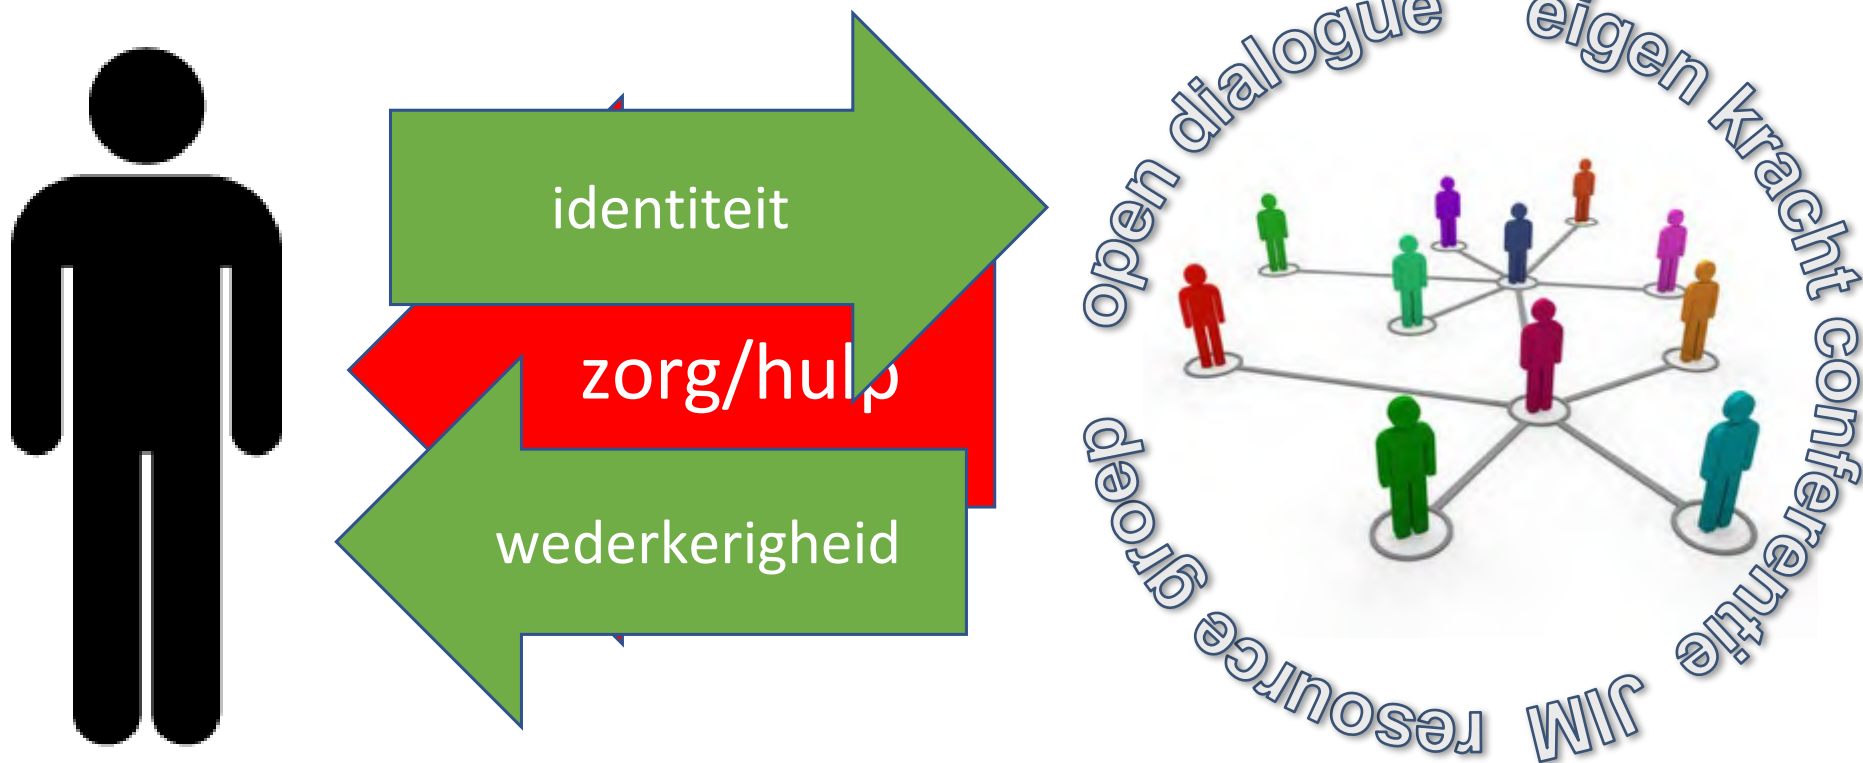 identiteit
zorg/hulp
wederkerigheid
open dialogue eigen kracht conferentie JIM resource groep